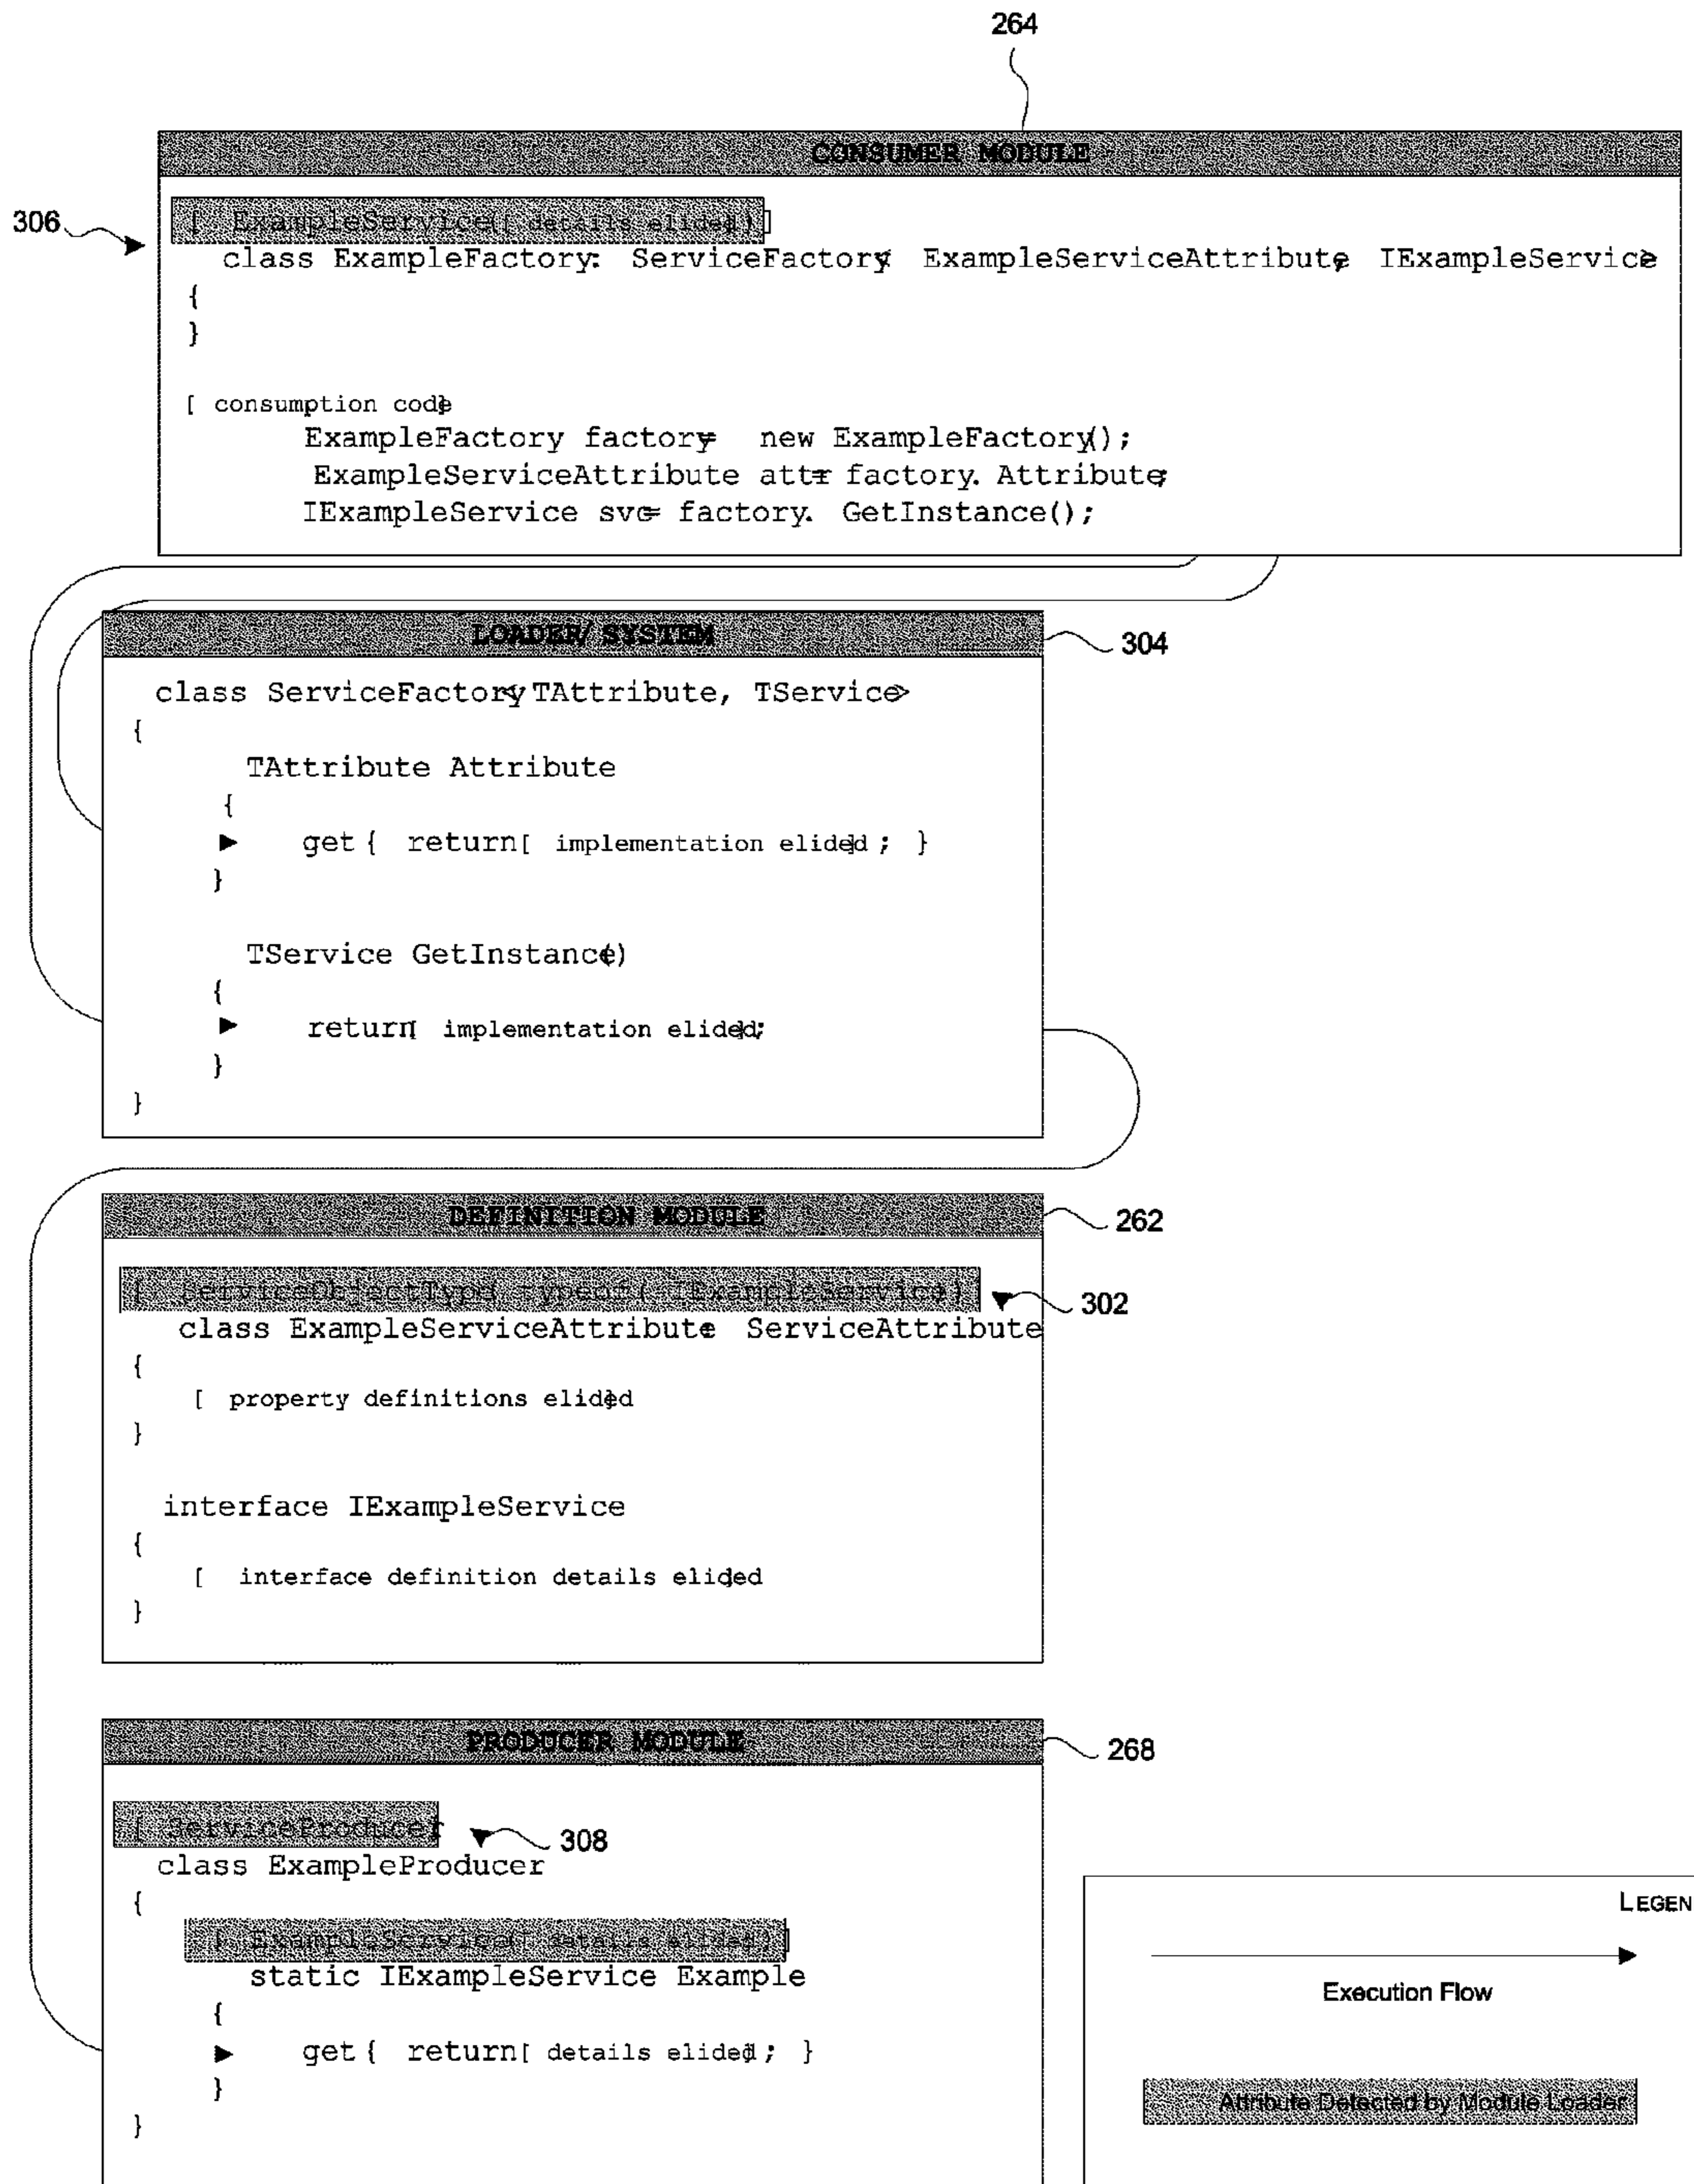 264
CONSUMER MODULE
306
[ ExampleService([ details elided]) ]
class ExampleFactory: ServiceFactory< ExampleServiceAttribute, IExampleService>
{
}
[ consumption code]
ExampleFactory factory= new ExampleFactory();
ExampleServiceAttribute attr= factory. Attribute;
IExampleService svc= factory. GetInstance();
LOADER/ SYSTEM
304
class ServiceFactory<TAttribute, TService>
{
TAttribute Attribute
{
get { return[ implementation elided] ; }
}
TService GetInstance()
{
return[ implementation elided];
}
}
DEFINITION MODULE
262
[ ServiceObjectType( typeof( IExampleService) ) ]
302
class ExampleServiceAttribute: ServiceAttribute
{
[ property definitions elided]
}
interface IExampleService
{
[ interface definition details elided]
}
PRODUCER MODULE
268
[ ServiceProducer]
308
class ExampleProducer
{
[ ExampleService([ details elided]) ]
static IExampleService Example
{
get { return[ details elided] ; }
}
}
LEGEN
Execution Flow
Attribute Detected by Module Loader